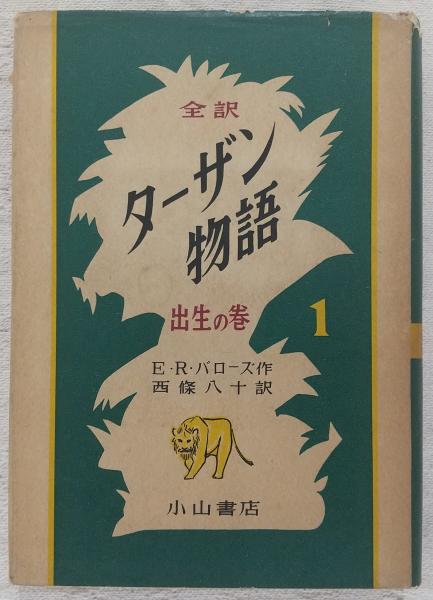 全訳
ターザン
物語
出生の巻
1
E・R・バローズ作
西條八十訳
小山書店